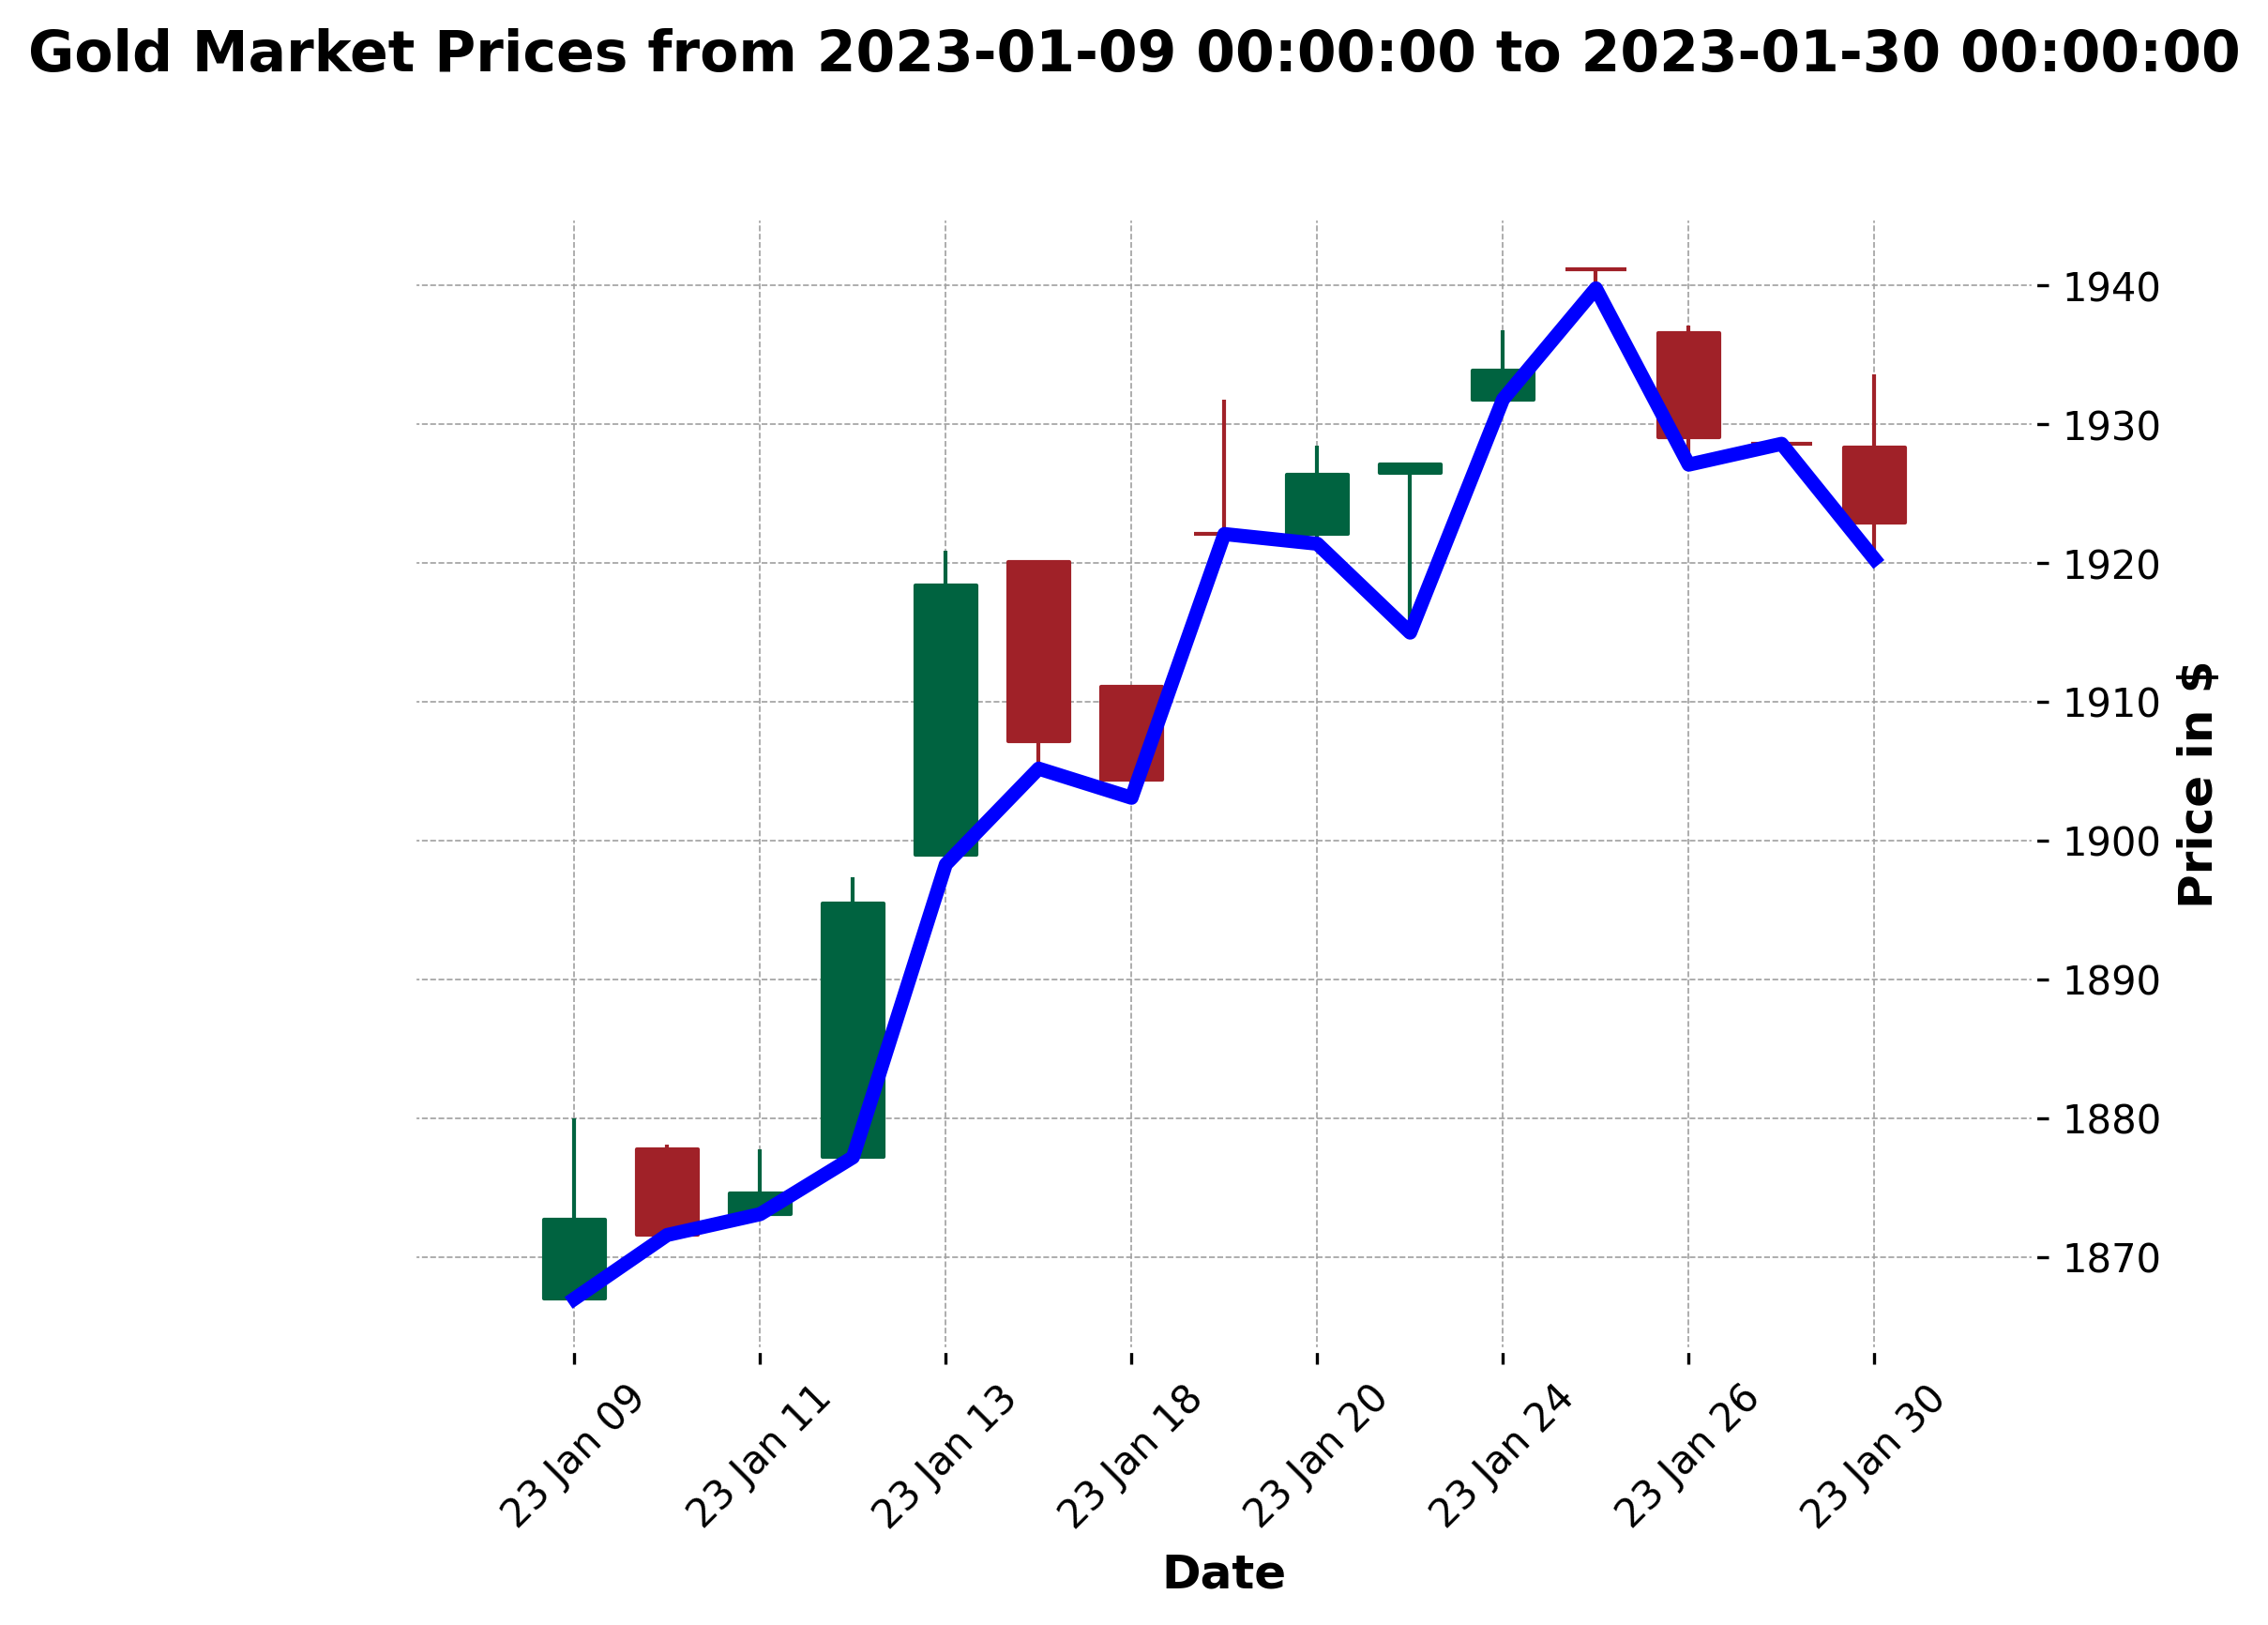 Gold Market Prices from 2023-01-09 00:00:00 to 2023-01-30 00:00:00
1940
1930
1920
1910
1900
1890
1880
1870
Price in $
23 Jan 09
23 Jan 11
23 Jan 13
23 Jan 18
23 Jan 20
23 Jan 24
23 Jan 26
23 Jan 30
Date